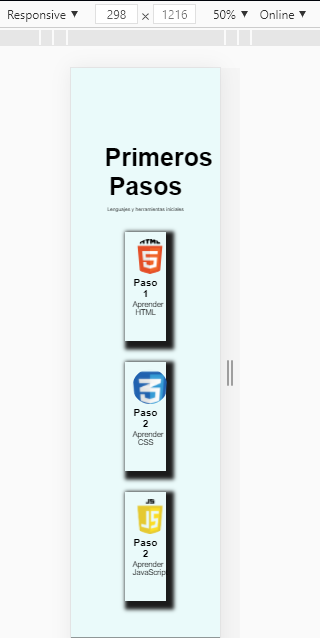 Responsive ▼ 298 × 1216 50% ▼ Online ▼
Primeros
Pasos
Lenguajes y herramientas iniciales
HTML
5
Paso
1
Aprender
HTML
3
Paso
2
Aprender
CSS
JS
JS
Paso
2
Aprender
JavaScrip